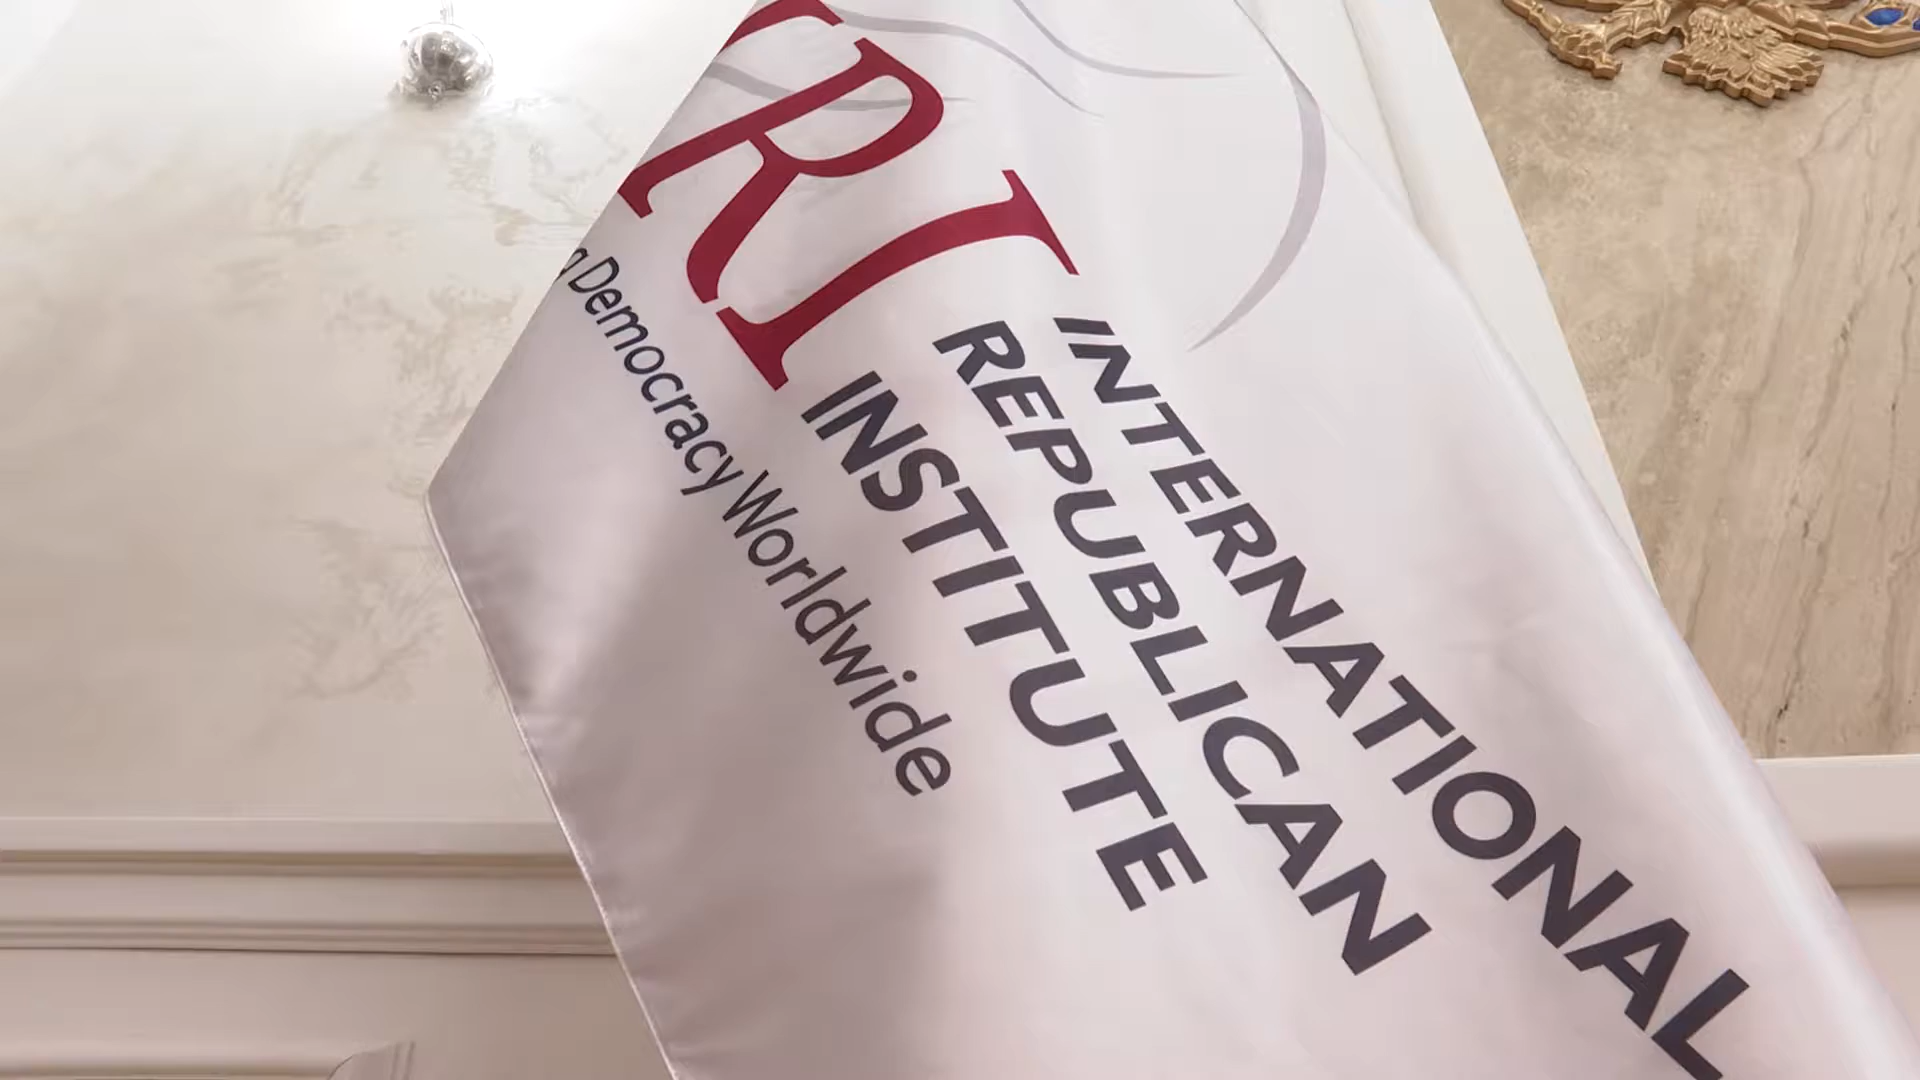 RI
INTERNATIONAL
REPUBLICAN
INSTITUTE
Democracy Worldwide